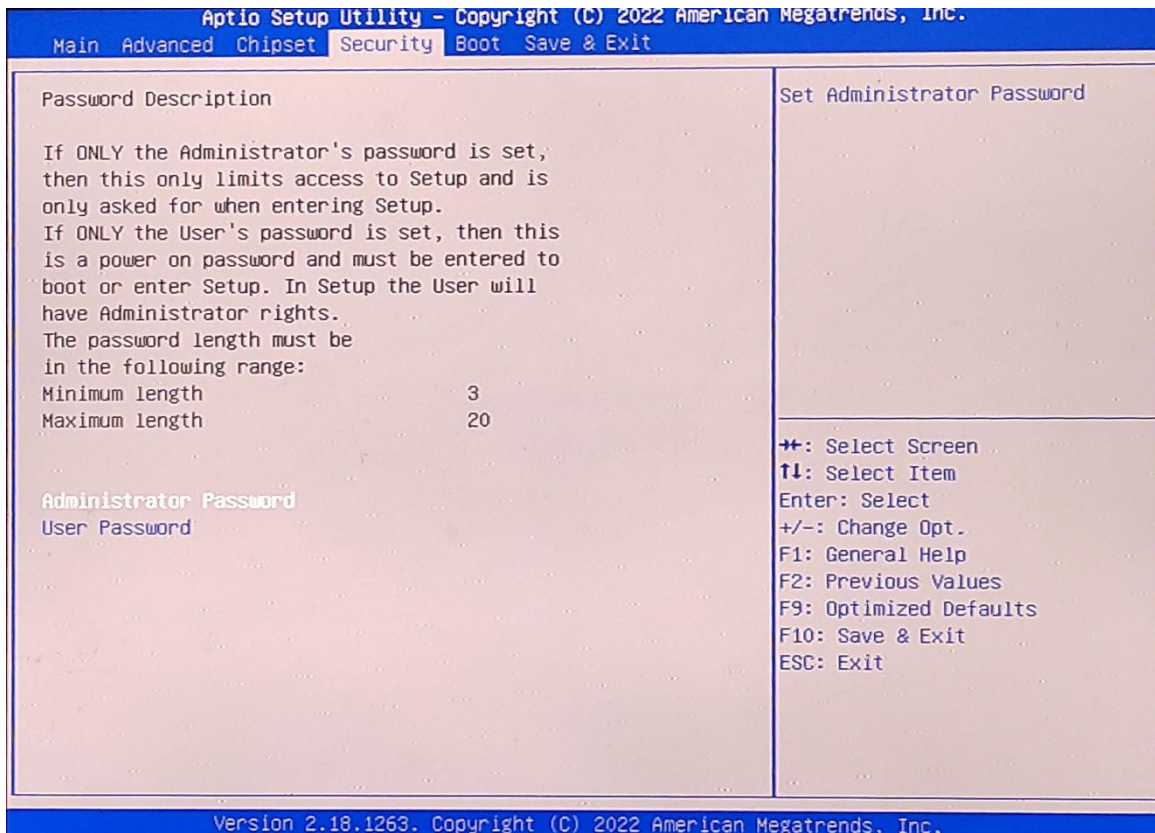 Aptio Setup Utility - Copyright (C) 2022 American Megatrends, Inc.
Main Advanced Chipset Security Boot Save & Exit
Password Description
If ONLY the Administrator's password is set,
then this only limits access to Setup and is
only asked for when entering Setup.
If ONLY the User's password is set, then this
is a power on password and must be entered to
boot or enter Setup. In Setup the User will
have Administrator rights.
The password length must be
in the following range:
Minimum length 3
Maximum length 20
Administrator Password
User Password
Set Administrator Password
→←: Select Screen
↑↓: Select Item
Enter: Select
+/-: Change Opt.
F1: General Help
F2: Previous Values
F9: Optimized Defaults
F10: Save & Exit
ESC: Exit
Version 2.18.1263. Copyright (C) 2022 American Megatrends, Inc.